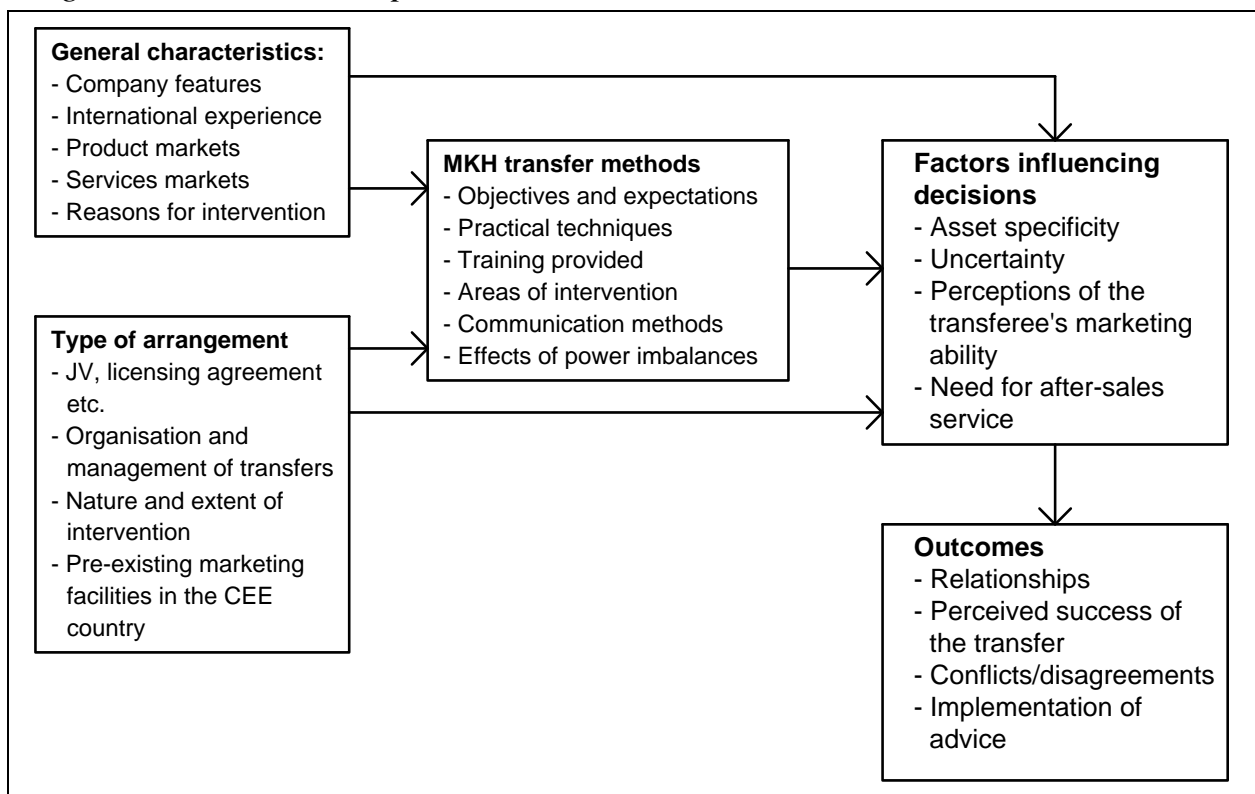 General characteristics:
- Company features
- International experience
- Product markets
- Services markets
- Reasons for intervention
MKH transfer methods
- Objectives and expectations
- Practical techniques
- Training provided
- Areas of intervention
- Communication methods
- Effects of power imbalances
Factors influencing
decisions
- Asset specificity
- Uncertainty
- Perceptions of the
transferee's marketing
ability
- Need for after-sales
service
Type of arrangement
- JV, licensing agreement
etc.
- Organisation and
management of transfers
- Nature and extent of
intervention
- Pre-existing marketing
facilities in the CEE
country
Outcomes
- Relationships
- Perceived success of
the transfer
- Conflicts/disagreements
- Implementation of
advice